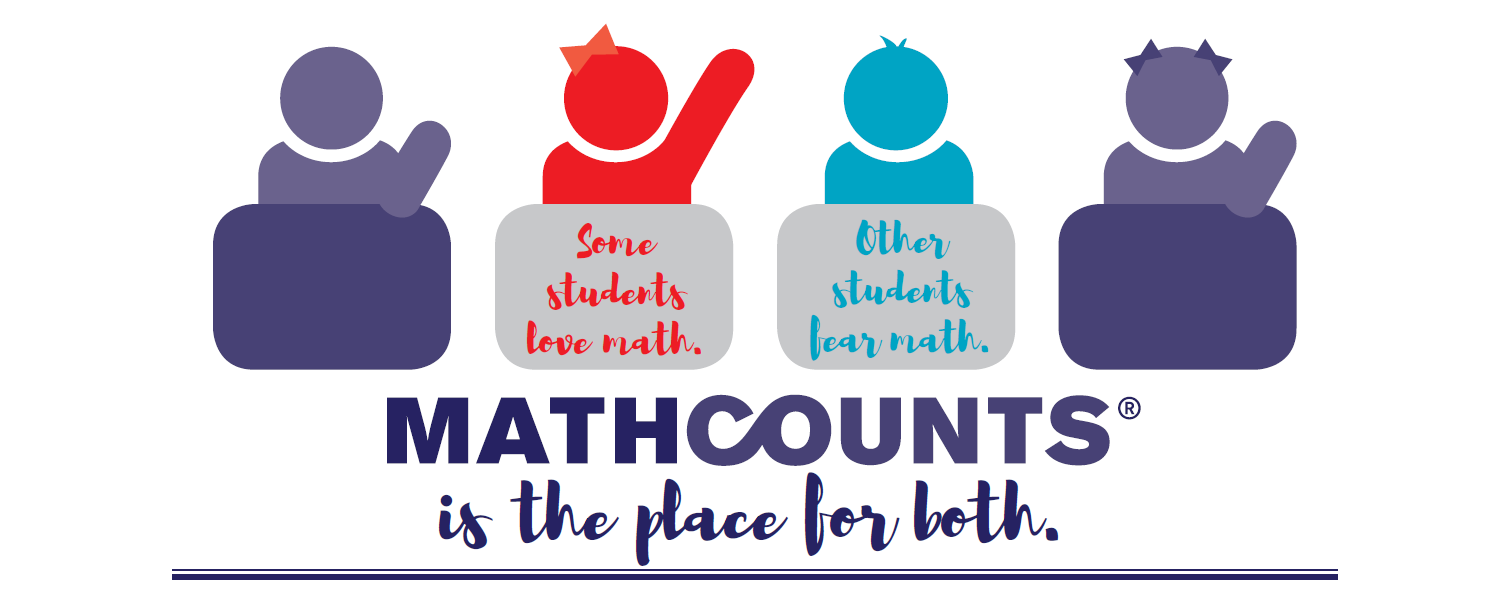 Some
students
love math.
Other
students
fear math.
MATHCOUNTS®
is the place for both.